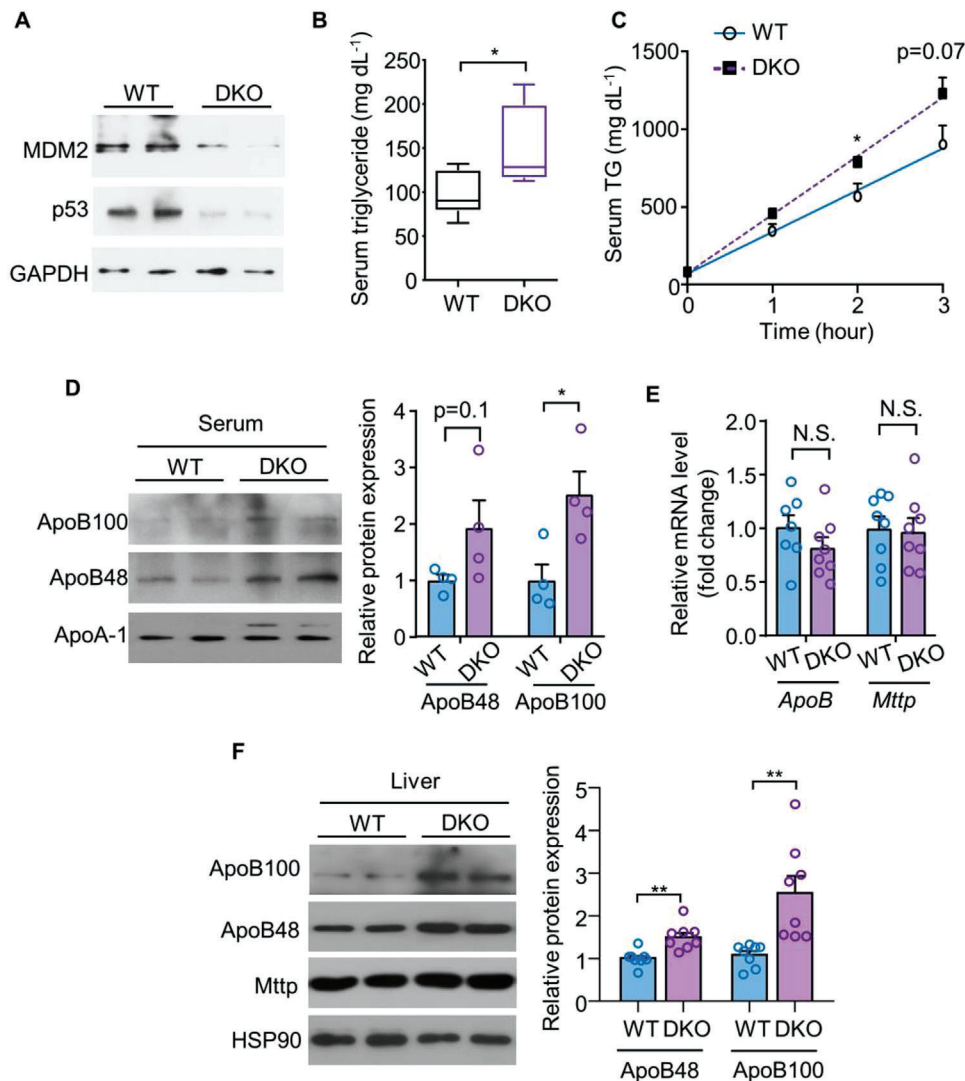 A
WT DKO
MDM2
p53
GAPDH
B
Serum triglyceride (mg dL⁻¹)
250
200
150
100
50
0
*
WT DKO
C
WT
DKO
Serum TG (mg dL⁻¹)
1500
1000
500
0
p=0.07
*
0 1 2 3
Time (hour)
D
Serum
WT DKO
ApoB100
ApoB48
ApoA-1
Relative protein expression
4
3
2
1
0
p=0.1
*
WT DKO WT DKO
ApoB48 ApoB100
E
Relative mRNA level
(fold change)
2.0
1.5
1.0
0.5
0.0
N.S. N.S.
WT DKO WT DKO
ApoB Mttp
F
Liver
WT DKO
ApoB100
ApoB48
Mttp
HSP90
Relative protein expression
5
4
3
2
1
0
**
**
WT DKO WT DKO
ApoB48 ApoB100